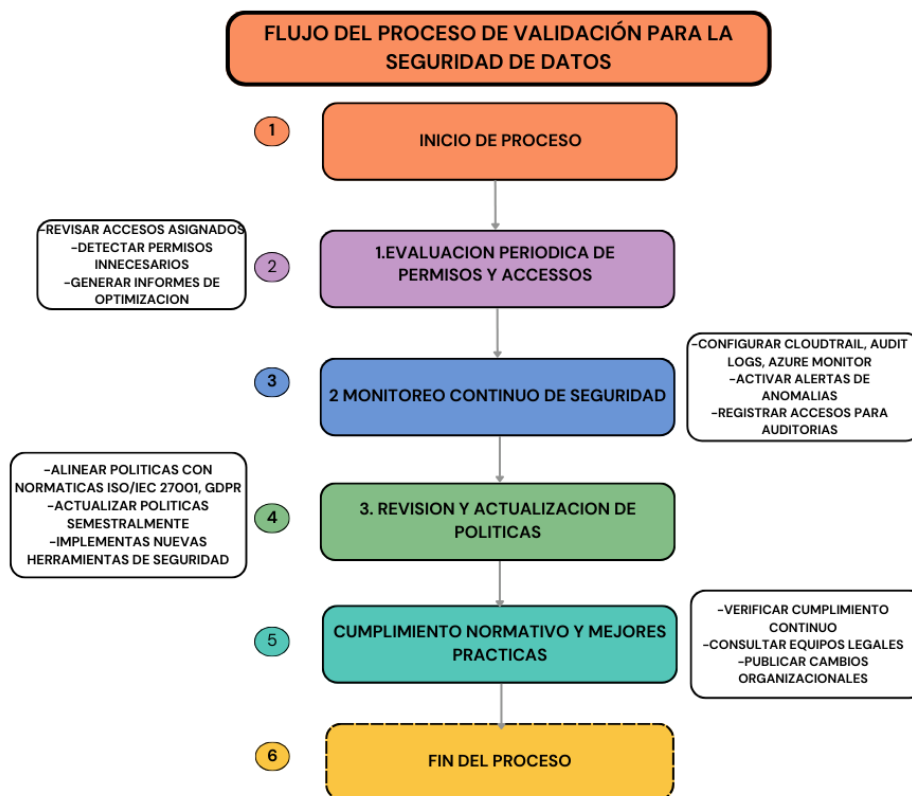 FLUJO DEL PROCESO DE VALIDACIÓN PARA LA
SEGURIDAD DE DATOS
1
INICIO DE PROCESO
-REVISAR ACCESOS ASIGNADOS
-DETECTAR PERMISOS
INNECESARIOS
-GENERAR INFORMES DE
OPTIMIZACION
2
1.EVALUACION PERIODICA DE
PERMISOS Y ACCESSOS
3
2 MONITOREO CONTINUO DE SEGURIDAD
-CONFIGURAR CLOUDTRAIL, AUDIT
LOGS, AZURE MONITOR
-ACTIVAR ALERTAS DE
ANOMALIAS
-REGISTRAR ACCESOS PARA
AUDITORIAS
-ALINEAR POLITICAS CON
NORMATICAS ISO/IEC 27001, GDPR
-ACTUALIZAR POLITICAS
SEMESTRALMENTE
-IMPLEMENTAS NUEVAS
HERRAMIENTAS DE SEGURIDAD
4
3. REVISION Y ACTUALIZACION DE
POLITICAS
5
CUMPLIMIENTO NORMATIVO Y MEJORES
PRACTICAS
-VERIFICAR CUMPLIMIENTO
CONTINUO
-CONSULTAR EQUIPOS LEGALES
-PUBLICAR CAMBIOS
ORGANIZACIONALES
6
FIN DEL PROCESO